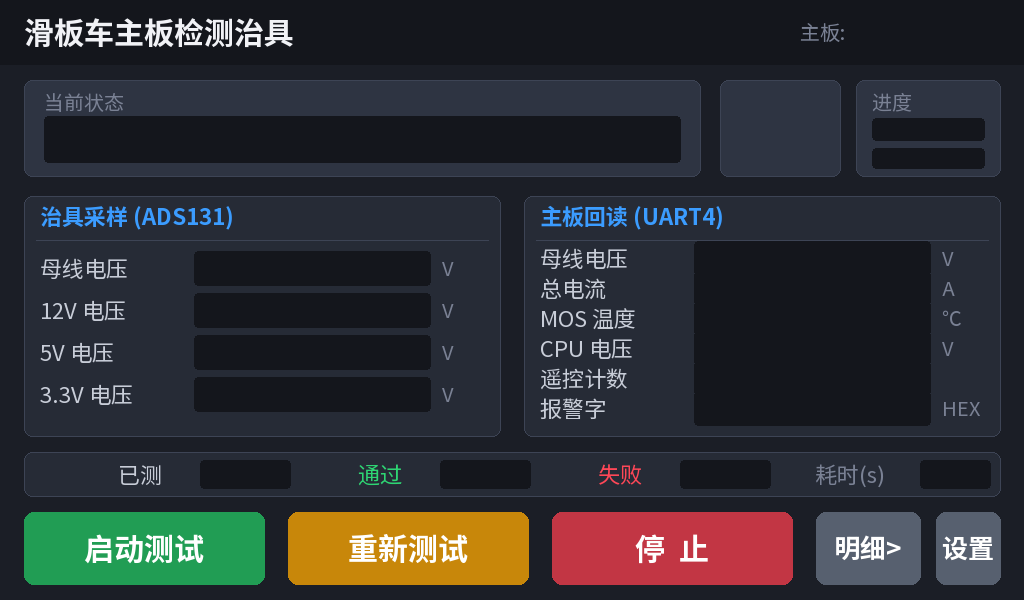 滑板车主板检测治具
主板:
当前状态
进度
治具采样 (ADS131)
母线电压 V
12V 电压 V
5V 电压 V
3.3V 电压 V
主板回读 (UART4)
母线电压 V
总电流 A
MOS 温度 ℃
CPU 电压 V
遥控计数
报警字 HEX
已测 通过 失败 耗时(s)
启动测试 重新测试 停 止 明细> 设置